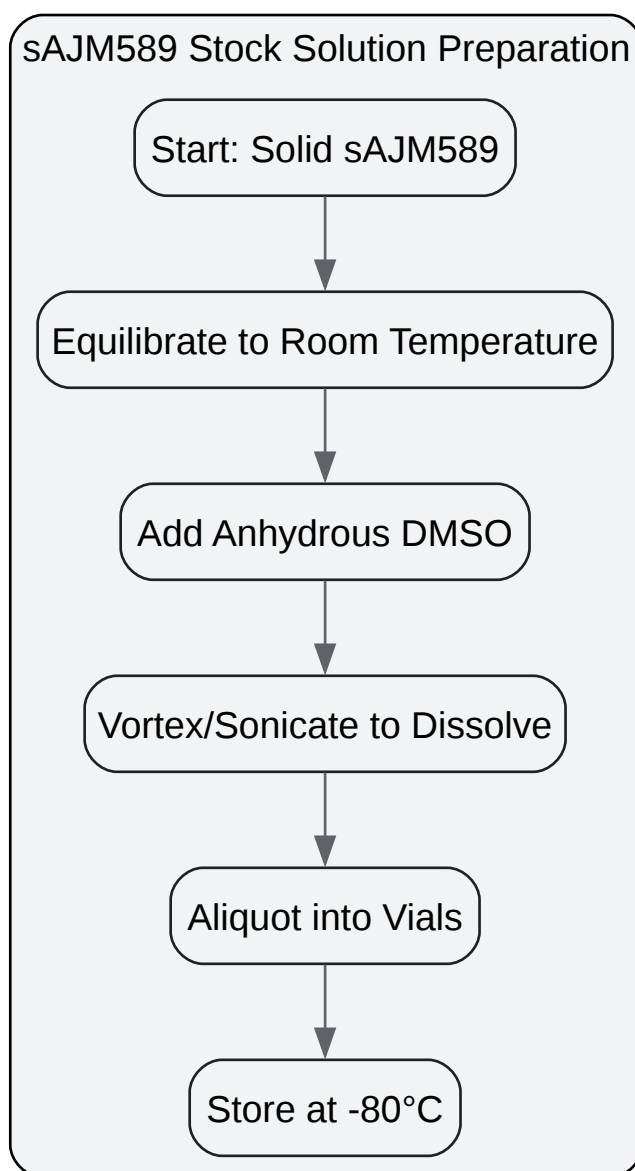 sAJM589 Stock Solution Preparation
Start: Solid sAJM589
Equilibrate to Room Temperature
Add Anhydrous DMSO
Vortex/Sonicate to Dissolve
Aliquot into Vials
Store at -80°C